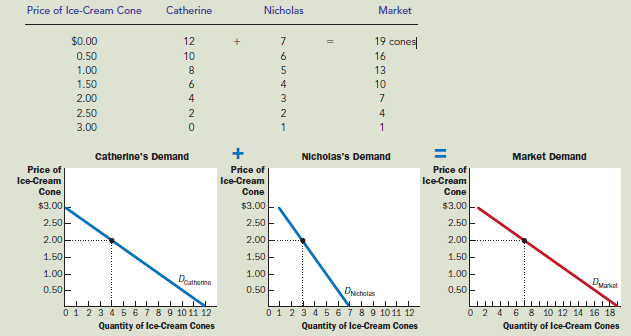 Price of Ice-Cream Cone Catherine Nicholas Market
$0.00 12 + 7 = 19 cones
0.50 10 6 16
1.00 8 5 13
1.50 6 4 10
2.00 4 3 7
2.50 2 2 4
3.00 0 1 1
Catherine's Demand + Nicholas's Demand = Market Demand
Price of Ice-Cream Cone
$3.00
2.50
2.00
1.50
1.00
0.50
DCatherine
0 1 2 3 4 5 6 7 8 9 10 11 12
Quantity of Ice-Cream Cones
Price of Ice-Cream Cone
$3.00
2.50
2.00
1.50
1.00
0.50
DNicholas
0 1 2 3 4 5 6 7 8 9 10 11 12
Quantity of Ice-Cream Cones
Price of Ice-Cream Cone
$3.00
2.50
2.00
1.50
1.00
0.50
DMarket
0 2 4 6 8 10 12 14 16 18
Quantity of Ice-Cream Cones